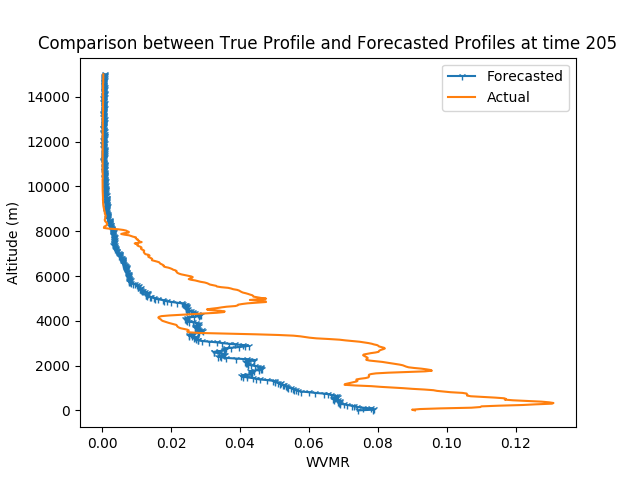 Comparison between True Profile and Forecasted Profiles at time 205
Forecasted
Actual
14000
12000
10000
8000
6000
4000
2000
0
Altitude (m)
0.00 0.02 0.04 0.06 0.08 0.10 0.12
WVMR